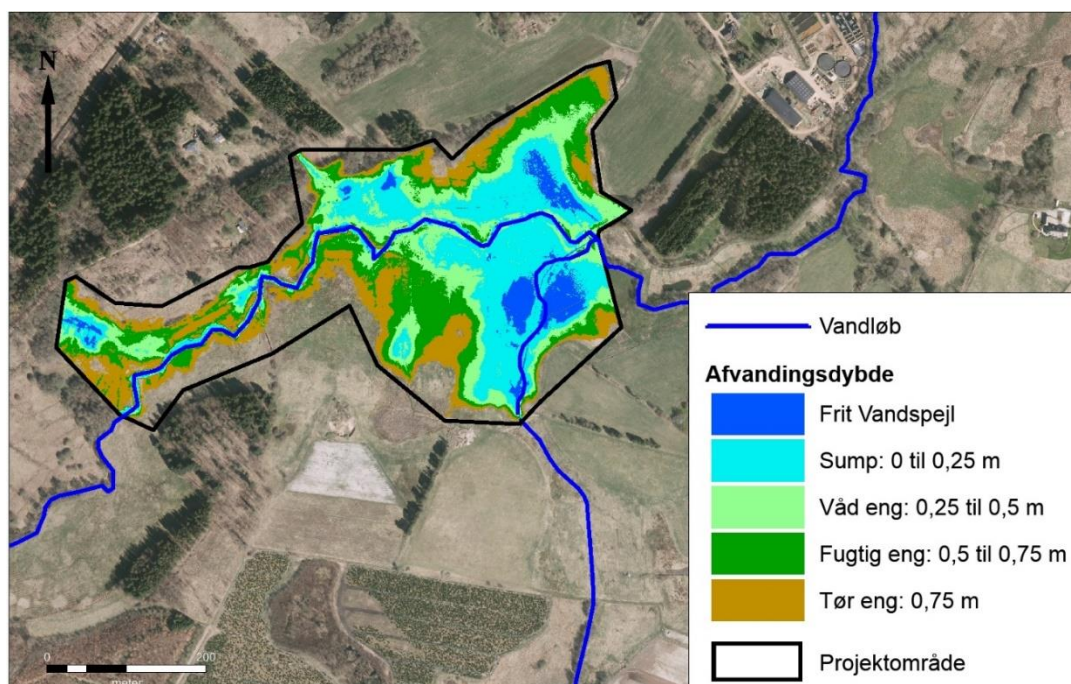 N
Vandløb
Afvandingsdybde
Frit Vandspejl
Sump: 0 til 0,25 m
Våd eng: 0,25 til 0,5 m
Fugtig eng: 0,5 til 0,75 m
Tør eng: 0,75 m
Projektområde
0 200
meter